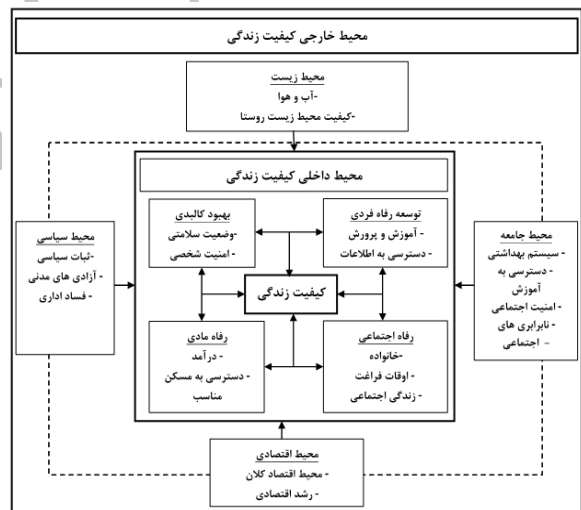 محیط خارجی کیفیت زندگی
محیط زیست
-آب و هوا
-کیفیت محیط زیست روستا
محیط داخلی کیفیت زندگی
توسعه رفاه فردی
- آموزش و پرورش
- دسترسی به اطلاعات
بهبود کالبدی
-وضعیت سلامتی
- امنیت شخصی
کیفیت زندگی
رفاه اجتماعی
-خانواده
- اوقات فراغت
- زندگی اجتماعی
رفاه مادی
- درآمد
- دسترسی به مسکن
مناسب
محیط جامعه
- سیستم بهداشتی
- دسترسی به
آموزش
- امنیت اجتماعی
- نابرابری های
- اجتماعی
محیط سیاسی
-ثبات سیاسی
- آزادی های مدنی
- فساد اداری
محیط اقتصادی
- محیط اقتصاد کلان
- رشد اقتصادی